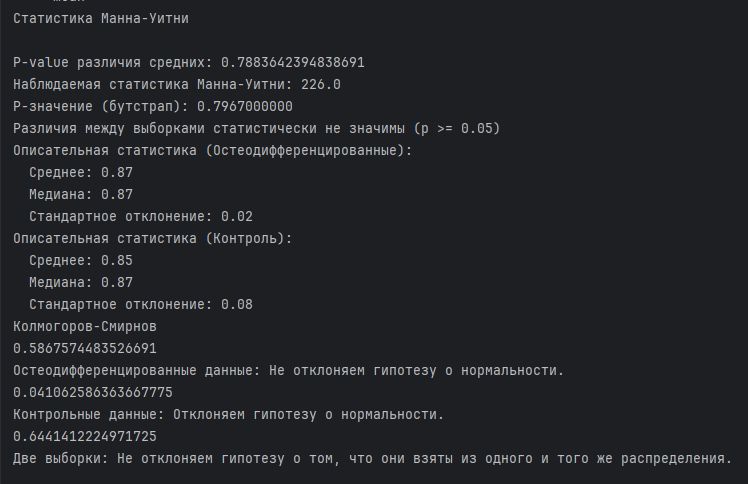 Статистика Манна-Уитни
P-value различия средних: 0.7883642394838691
Наблюдаемая статистика Манна-Уитни: 226.0
P-значение (бутстрап): 0.7967000000
Различия между выборками статистически не значимы (p >= 0.05)
Описательная статистика (Остеодифференцированные):
Среднее: 0.87
Медиана: 0.87
Стандартное отклонение: 0.02
Описательная статистика (Контроль):
Среднее: 0.85
Медиана: 0.87
Стандартное отклонение: 0.08
Колмогоров-Смирнов
0.5867574483526691
Остеодифференцированные данные: Не отклоняем гипотезу о нормальности.
0.041062586363667775
Контрольные данные: Отклоняем гипотезу о нормальности.
0.6441412224971725
Две выборки: Не отклоняем гипотезу о том, что они взяты из одного и того же распределения.